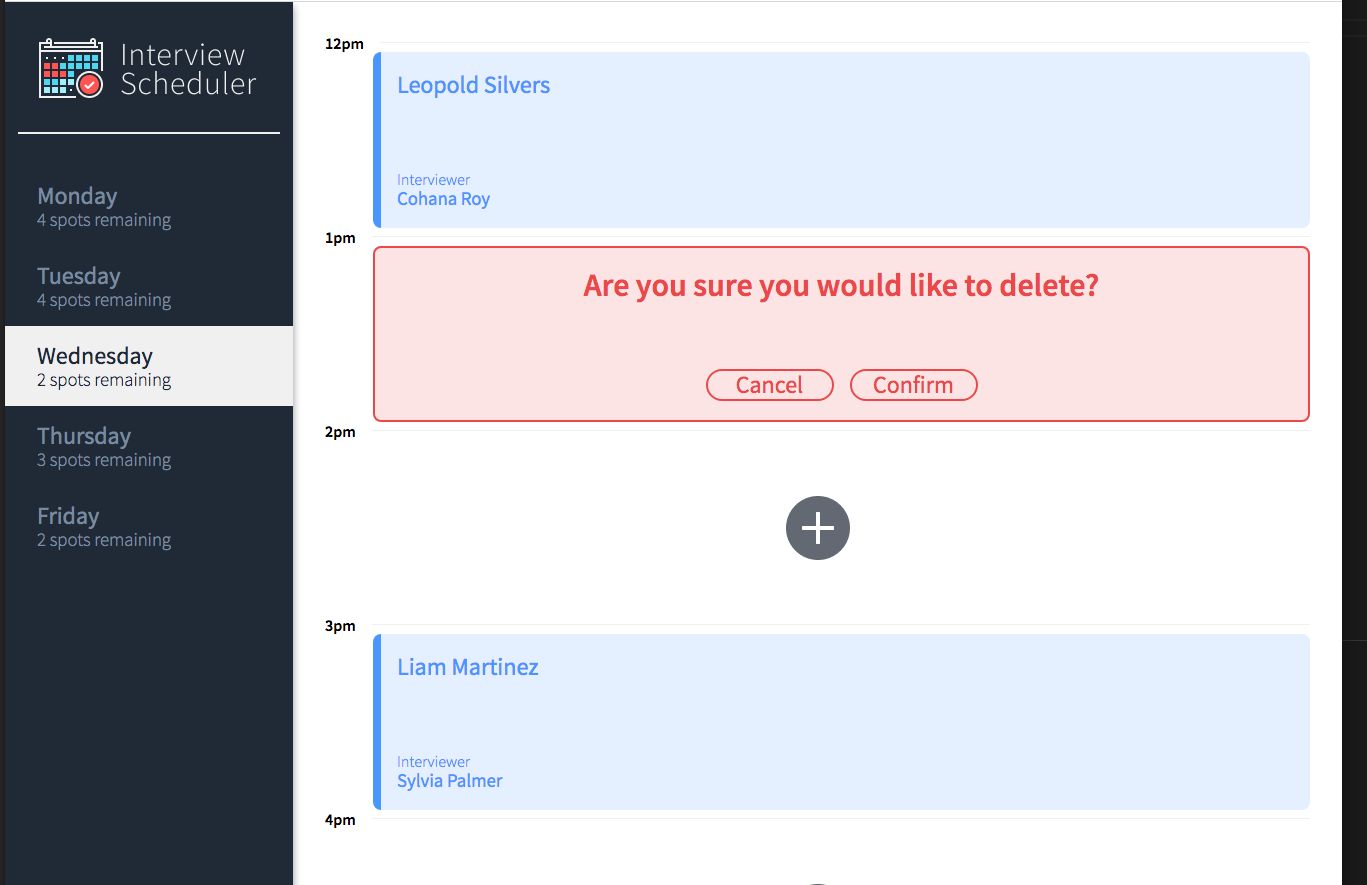 Interview
Scheduler
Monday
4 spots remaining
Tuesday
4 spots remaining
Wednesday
2 spots remaining
Thursday
3 spots remaining
Friday
2 spots remaining
12pm
Leopold Silvers
Interviewer
Cohana Roy
1pm
Are you sure you would like to delete?
Cancel Confirm
2pm
3pm
Liam Martinez
Interviewer
Sylvia Palmer
4pm